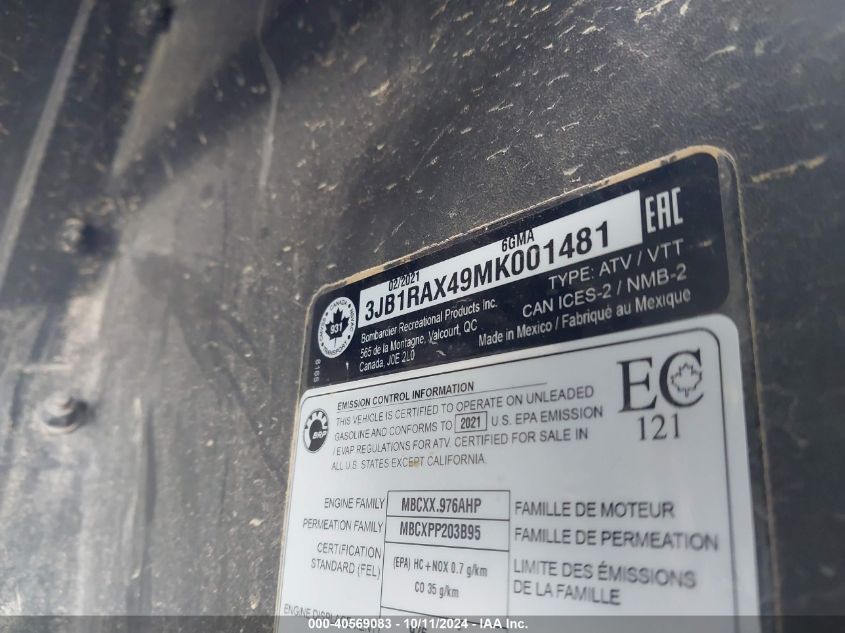 02/2021 6GMA
3JB1RAX49MK001481
EAC
Bombardier Recreational Products Inc.
565 de la Montagne, Valcourt, QC
Canada, J0E 2L0
TYPE: ATV / VTT
CAN ICES-2 / NMB-2
Made in Mexico / Fabriqué au Mexique
CANADA
931
TRANSPORT
8165
BRP
EMISSION CONTROL INFORMATION
THIS VEHICLE IS CERTIFIED TO OPERATE ON UNLEADED
GASOLINE AND CONFORMS TO 2021 U.S. EPA EMISSION
/ EVAP REGULATIONS FOR ATV. CERTIFIED FOR SALE IN
ALL U.S. STATES EXCEPT CALIFORNIA.
EC
121
ENGINE FAMILY MBCXX.976AHP FAMILLE DE MOTEUR
PERMEATION FAMILY MBCXPP203B95 FAMILLE DE PERMEATION
CERTIFICATION
STANDARD (FEL)
(EPA) HC + NOX 0.7 g/km
CO 35 g/km
LIMITE DES ÉMISSIONS
DE LA FAMILLE
000-40569083 - 10/11/2024 - IAA Inc.